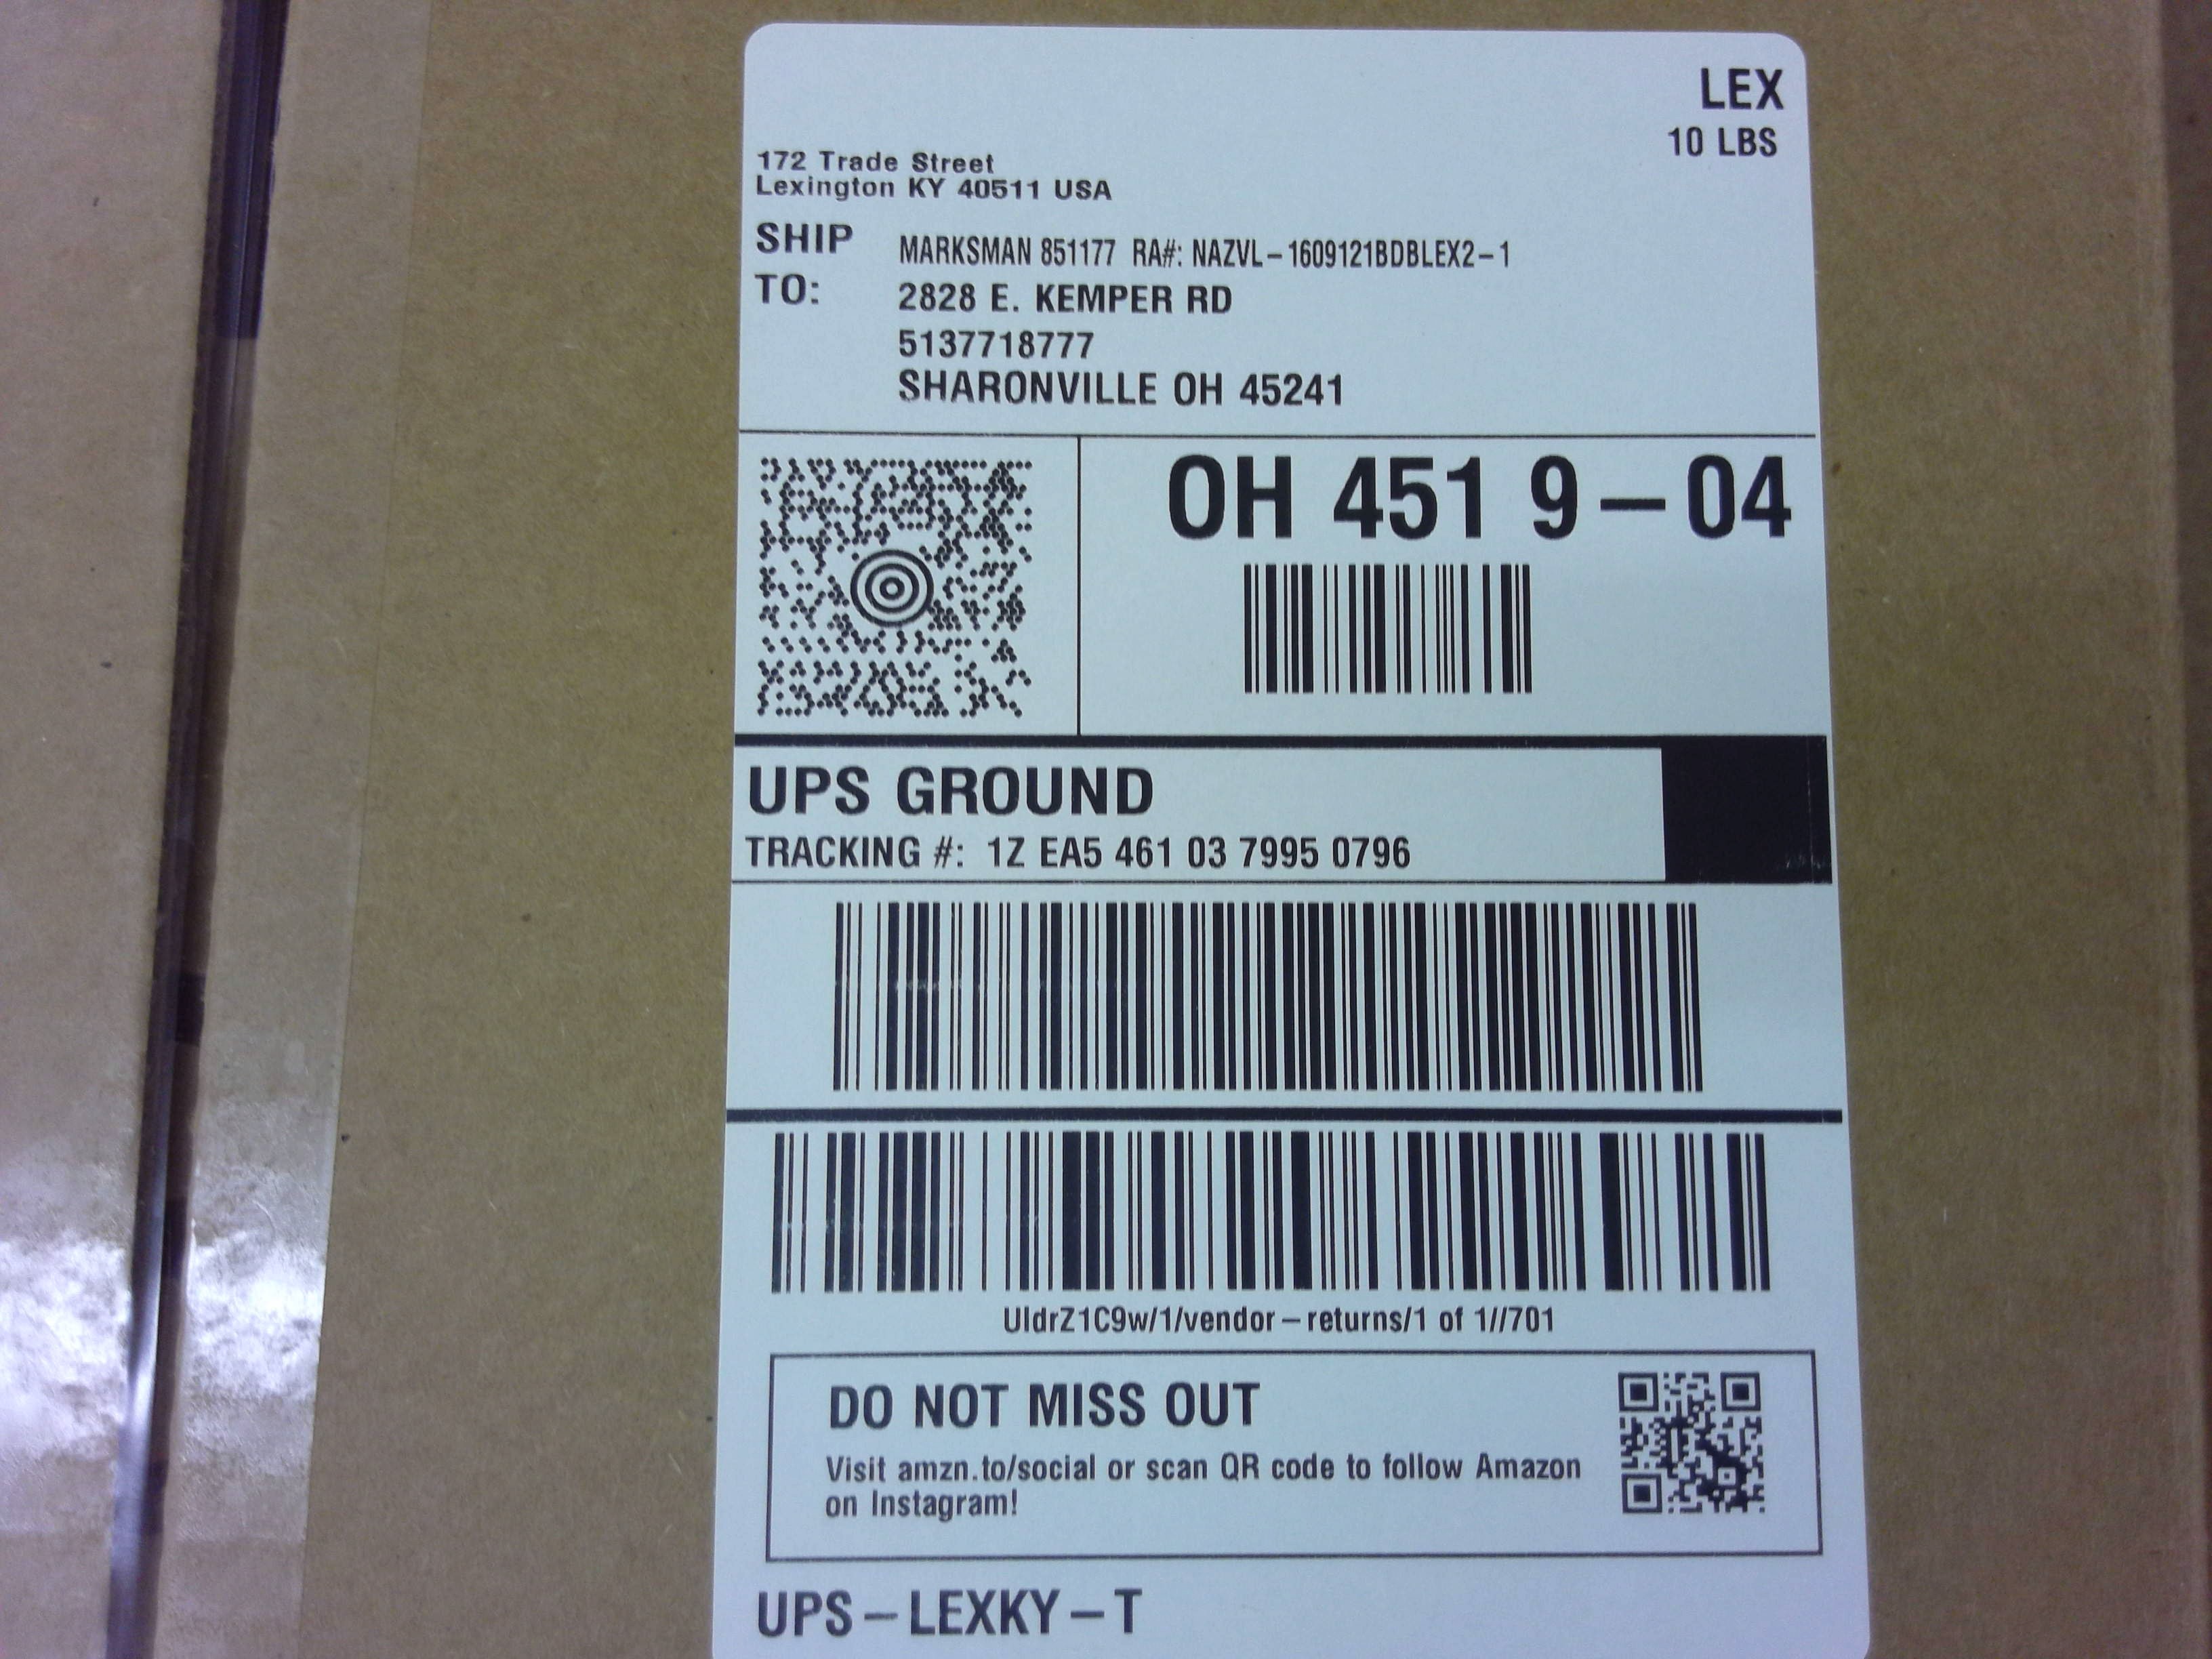 LEX
10 LBS
172 Trade Street
Lexington KY 40511 USA
SHIP
TO:
MARKSMAN 851177 RA#: NAZVL-1609121BDBLEX2-1
2828 E. KEMPER RD
5137718777
SHARONVILLE OH 45241
OH 451 9-04
UPS GROUND
TRACKING #: 1Z EA5 461 03 7995 0796
UldrZ1C9w/1/vendor-returns/1 of 1//701
DO NOT MISS OUT
Visit amzn.to/social or scan QR code to follow Amazon
on Instagram!
UPS-LEXKY-T